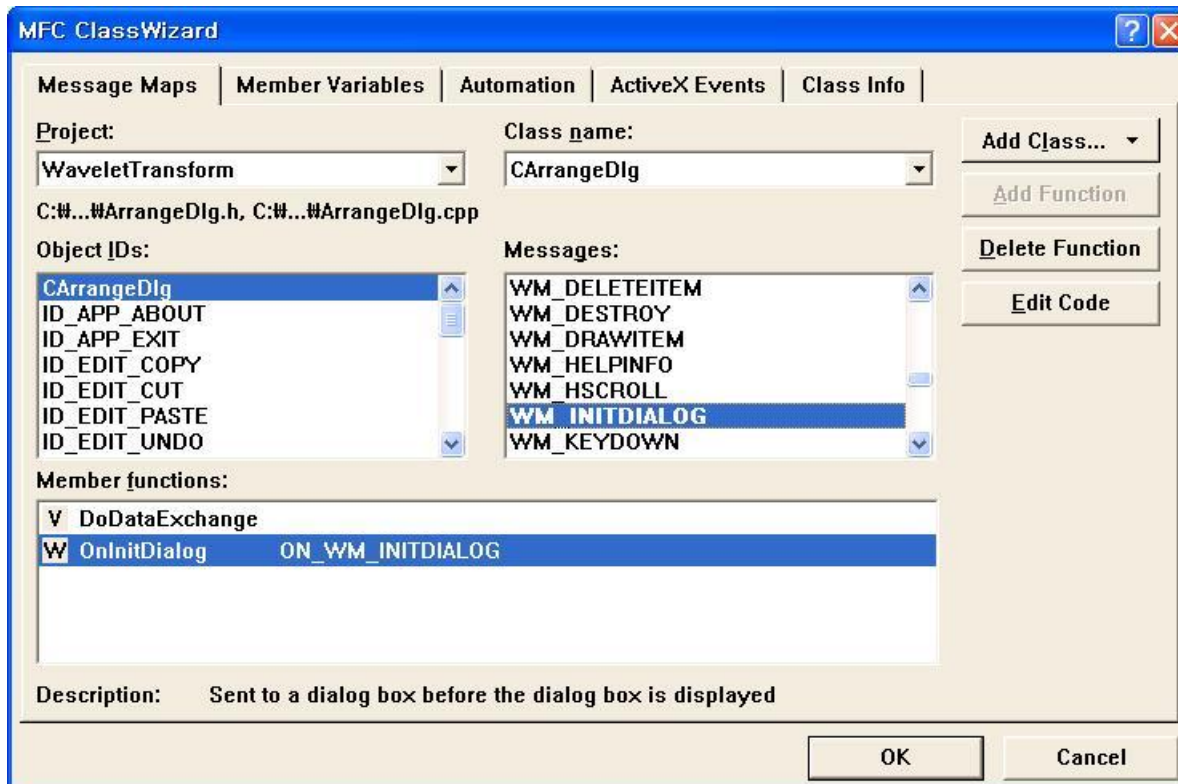 MFC ClassWizard
Message Maps Member Variables Automation ActiveX Events Class Info
Project: Class name:
WaveletTransform CArrangeDlg
Add Class...
Add Function
Delete Function
Edit Code
C:₩...₩ArrangeDlg.h, C:₩...₩ArrangeDlg.cpp
Object IDs:
CArrangeDlg
ID_APP_ABOUT
ID_APP_EXIT
ID_EDIT_COPY
ID_EDIT_CUT
ID_EDIT_PASTE
ID_EDIT_UNDO
Messages:
WM_DELETEITEM
WM_DESTROY
WM_DRAWITEM
WM_HELPINFO
WM_HSCROLL
WM_INITDIALOG
WM_KEYDOWN
Member functions:
V DoDataExchange
W OnInitDialog ON_WM_INITDIALOG
Description: Sent to a dialog box before the dialog box is displayed
OK Cancel